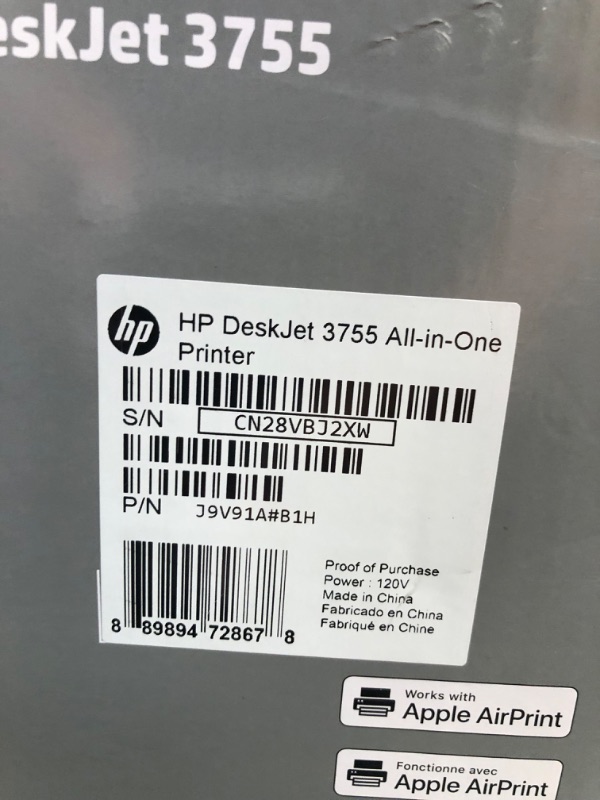 eskJet 3755
hp
HP DeskJet 3755 All-in-One
Printer
S/N CN28VBJ2XW
P/N J9V91A#B1H
Proof of Purchase
Power : 120V
Made in China
Fabricado en China
Fabriqué en Chine
8 89894 72867 8
Works with
Apple AirPrint
Fonctionne avec
Apple AirPrint